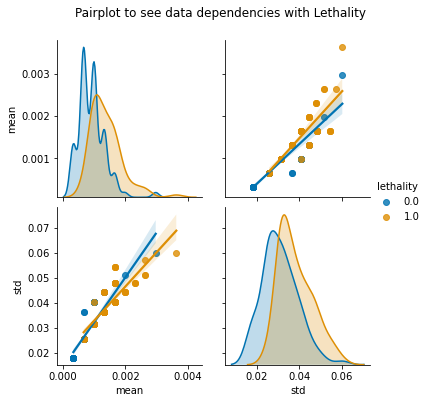 Pairplot to see data dependencies with Lethality
0.003
0.002
0.001
mean
lethality
0.0
1.0
0.07
0.06
0.05
0.04
0.03
0.02
std
0.000 0.002 0.004
mean
0.02 0.04 0.06
std